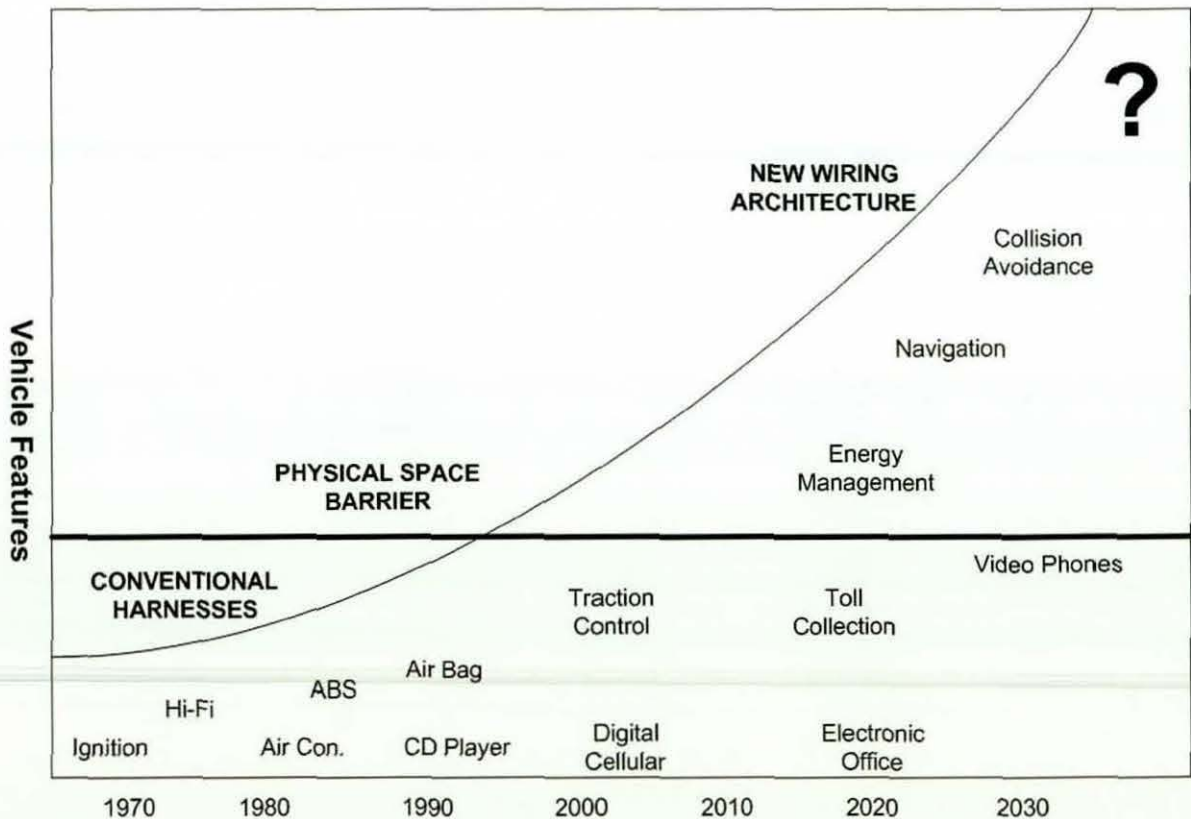 ?
NEW WIRING
ARCHITECTURE
Collision
Avoidance
Navigation
Energy
Management
PHYSICAL SPACE
BARRIER
Vehicle Features
Video Phones
CONVENTIONAL
HARNESSES
Traction
Control
Toll
Collection
Air Bag
ABS
Hi-Fi
Ignition
Air Con.
CD Player
Digital
Cellular
Electronic
Office
1970 1980 1990 2000 2010 2020 2030